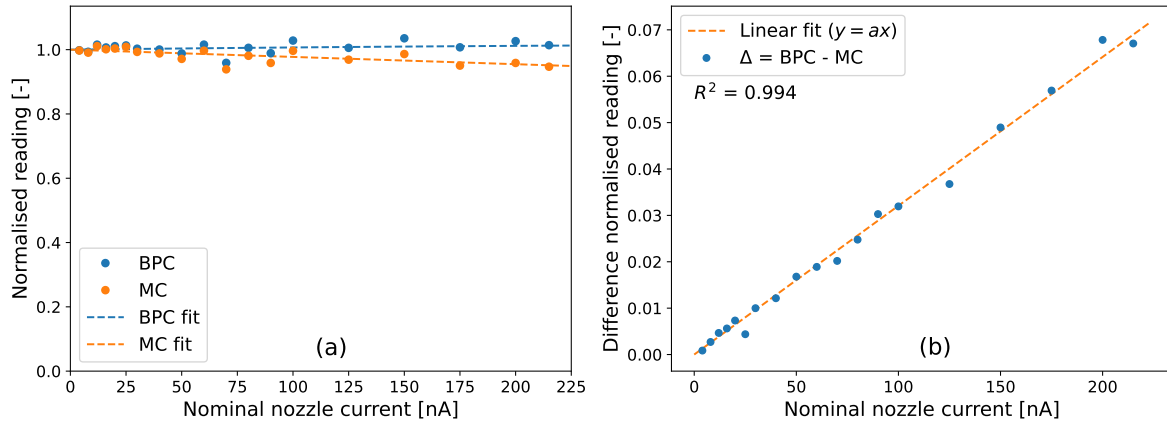 Normalised reading [-]
1.0
0.8
0.6
0.4
0.2
0.0
BPC
MC
BPC fit
MC fit
(a)
0 25 50 75 100 125 150 175 200 225
Nominal nozzle current [nA]
Difference normalised reading [-]
0.07
0.06
0.05
0.04
0.03
0.02
0.01
0.00
Linear fit (y = ax)
Δ = BPC - MC
R² = 0.994
(b)
0 50 100 150 200
Nominal nozzle current [nA]